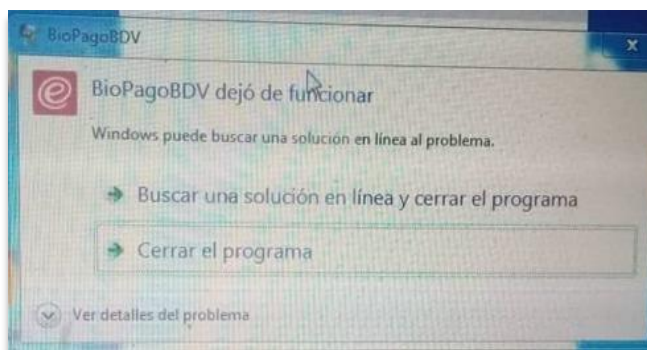 BioPagoBDV
X
BioPagoBDV dejó de funcionar
Windows puede buscar una solución en línea al problema.
Buscar una solución en línea y cerrar el programa
Cerrar el programa
Ver detalles del problema